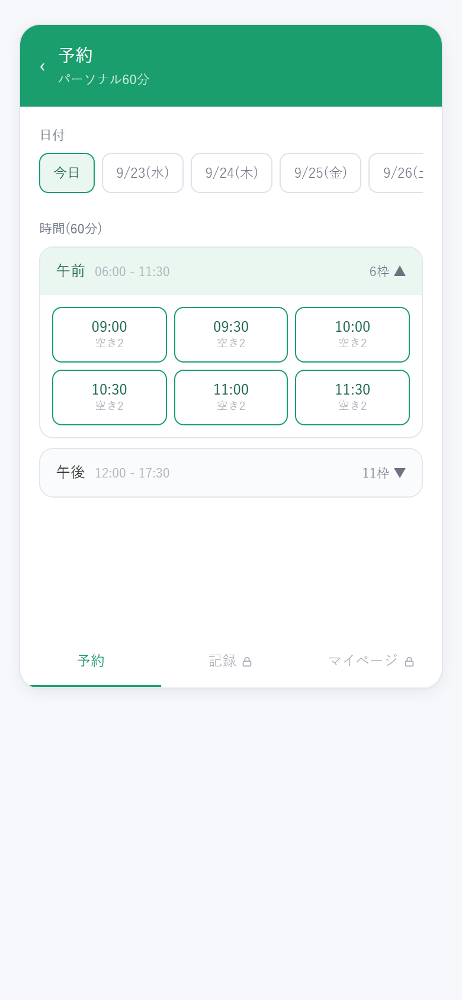 ‹ 予約
パーソナル60分
日付
今日 9/23(水) 9/24(木) 9/25(金) 9/26(
時間(60分)
午前 06:00 - 11:30 6枠 ▲
09:00 09:30 10:00
空き2 空き2 空き2
10:30 11:00 11:30
空き2 空き2 空き2
午後 12:00 - 17:30 11枠 ▼
予約 記録 マイページ